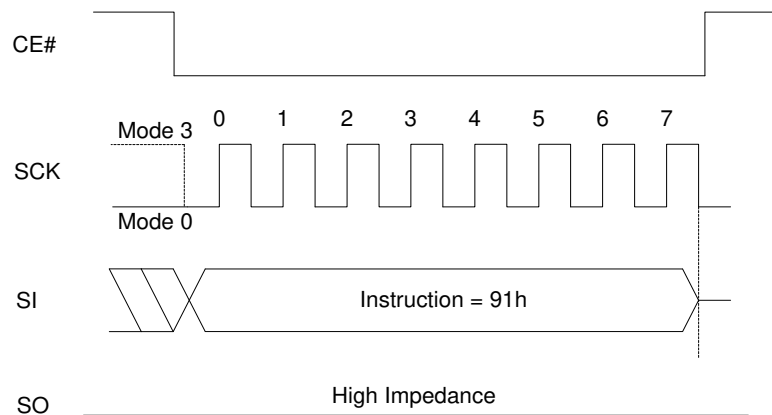 CE#
0 1 2 3 4 5 6 7
Mode 3
SCK
Mode 0
SI
Instruction = 91h
SO
High Impedance